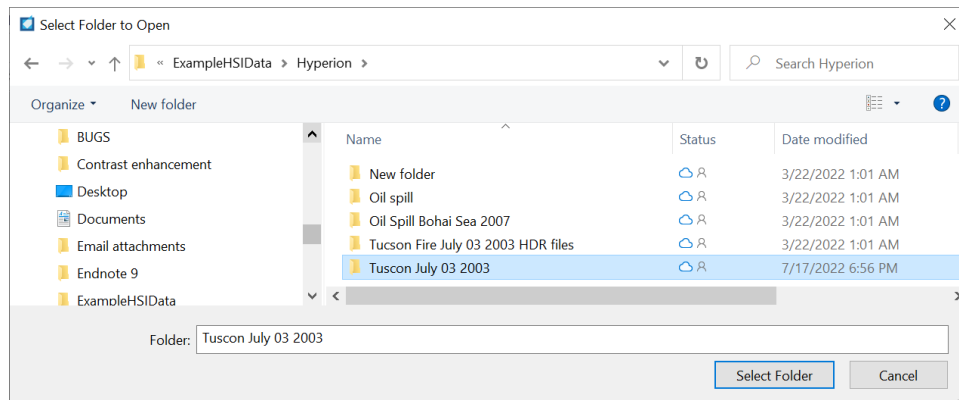 Select Folder to Open
« ExampleHSIData > Hyperion >
Search Hyperion
Organize
New folder
?
BUGS
Contrast enhancement
Desktop
Documents
Email attachments
Endnote 9
ExampleHSIData
Name Status Date modified
New folder 3/22/2022 1:01 AM
Oil spill 3/22/2022 1:01 AM
Oil Spill Bohai Sea 2007 3/22/2022 1:01 AM
Tucson Fire July 03 2003 HDR files 3/22/2022 1:01 AM
Tuscon July 03 2003 7/17/2022 6:56 PM
Folder: Tuscon July 03 2003
Select Folder Cancel